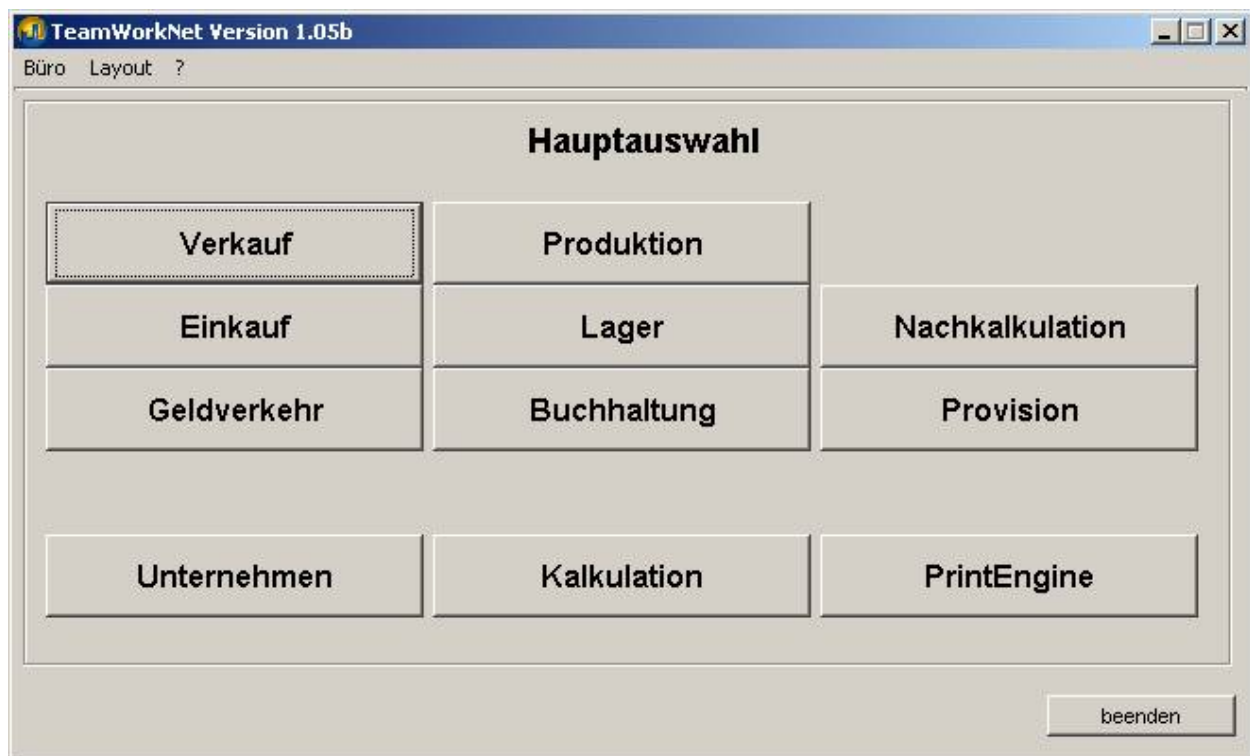 TeamWorkNet Version 1.05b
Büro Layout ?
Hauptauswahl
Verkauf Produktion
Einkauf Lager Nachkalkulation
Geldverkehr Buchhaltung Provision
Unternehmen Kalkulation PrintEngine
beenden